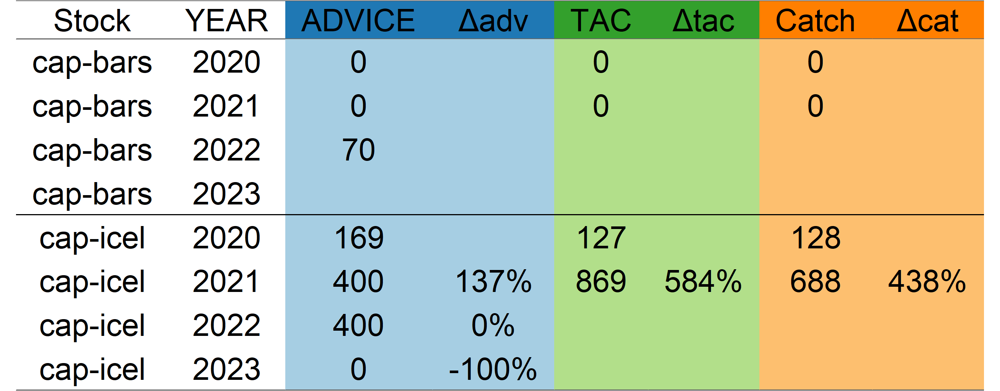 Stock YEAR ADVICE Δadv TAC Δtac Catch Δcat
cap-bars 2020 0 0 0
cap-bars 2021 0 0 0
cap-bars 2022 70
cap-bars 2023
cap-icel 2020 169 127 128
cap-icel 2021 400 137% 869 584% 688 438%
cap-icel 2022 400 0%
cap-icel 2023 0 -100%